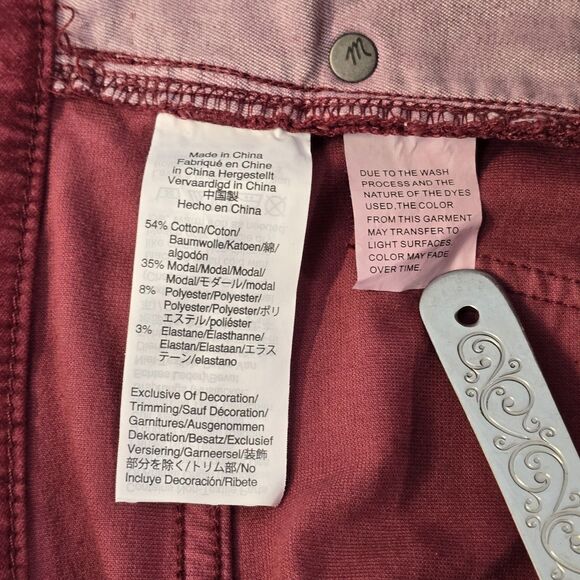 m
Made in China
Fabriqué en Chine
in China Hergestellt
Vervaardigd in China
中国製
Hecho en China
54% Cotton/Coton/
Baumwolle/Katoen/綿/
algodón
35% Modal/Modal/Modal/
Modal/モダール/modal
8% Polyester/Polyester/
Polyester/Polyester/ポリ
エステル/poliéster
3% Elastane/Élasthanne/
Elastan/Elastaan/エラス
テーン/elastano
Exclusive Of Decoration/
Trimming/Sauf Décoration/
Garnitures/Ausgenommen
Dekoration/Besatz/Exclusief
Versiering/Garneersel/装飾
部分を除く/トリム部/No
Incluye Decoración/Ribete
DUE TO THE WASH
PROCESS AND THE
NATURE OF THE DYES
USED, THE COLOR
FROM THIS GARMENT
MAY TRANSFER TO
LIGHT SURFACES.
COLOR MAY FADE
OVER TIME.